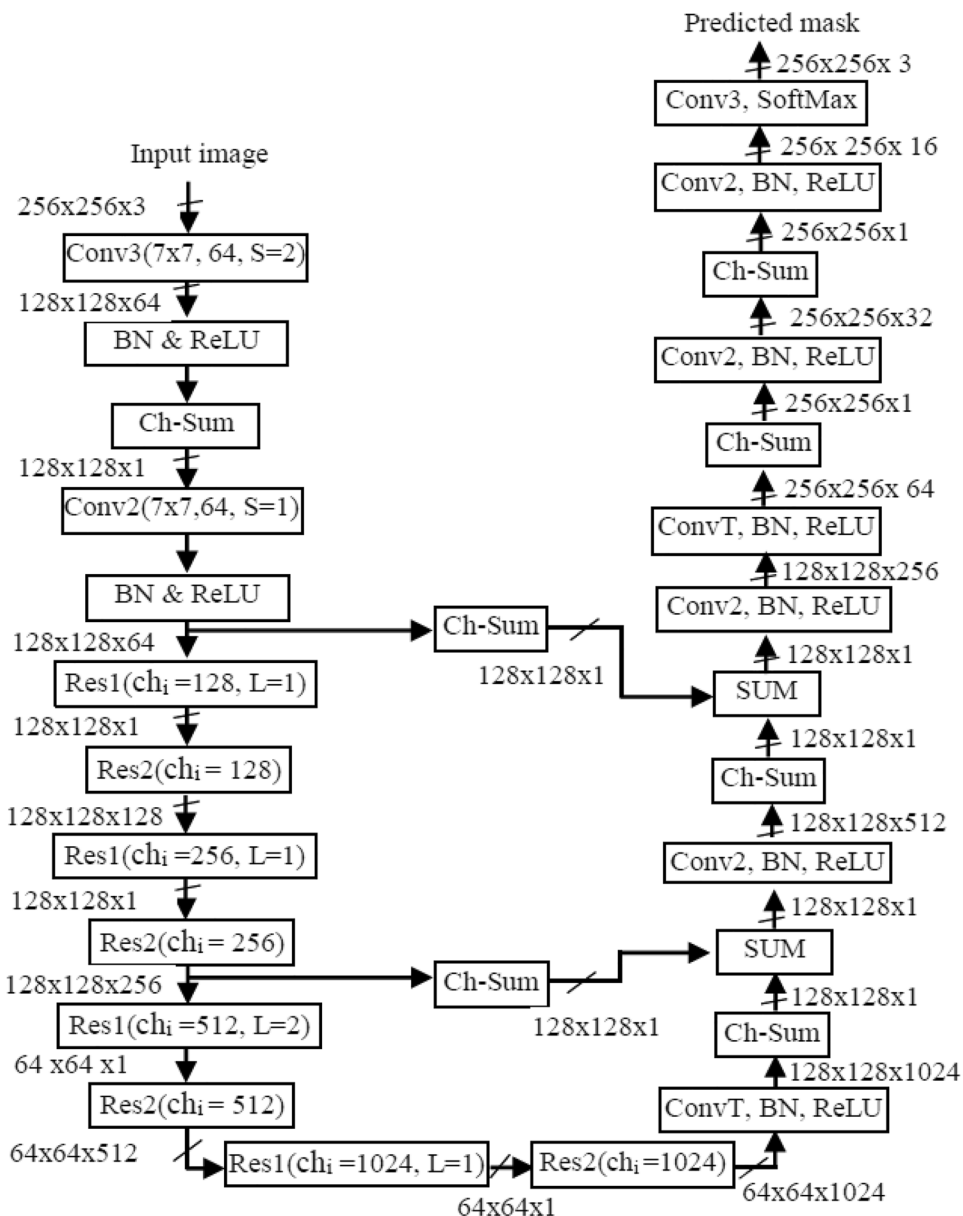 Input image
256x256x3
Conv3(7x7, 64, S=2)
128x128x64
BN & ReLU
Ch-Sum
128x128x1
Conv2(7x7,64, S=1)
BN & ReLU
128x128x64
Res1(chi =128, L=1)
128x128x1
Res2(chi = 128)
128x128x128
Res1(chi =256, L=1)
128x128x1
Res2(chi = 256)
128x128x256
Res1(chi =512, L=2)
64 x64 x1
Res2(chi = 512)
64x64x512
Res1(chi =1024, L=1)
64x64x1
Res2(chi =1024)
64x64x1024
Ch-Sum
128x128x1
Ch-Sum
128x128x1
Predicted mask
256x256x 3
Conv3, SoftMax
256x 256x 16
Conv2, BN, ReLU
256x256x1
Ch-Sum
256x256x32
Conv2, BN, ReLU
256x256x1
Ch-Sum
256x256x 64
ConvT, BN, ReLU
128x128x256
Conv2, BN, ReLU
128x128x1
SUM
128x128x1
Ch-Sum
128x128x512
Conv2, BN, ReLU
128x128x1
SUM
128x128x1
Ch-Sum
128x128x1024
ConvT, BN, ReLU